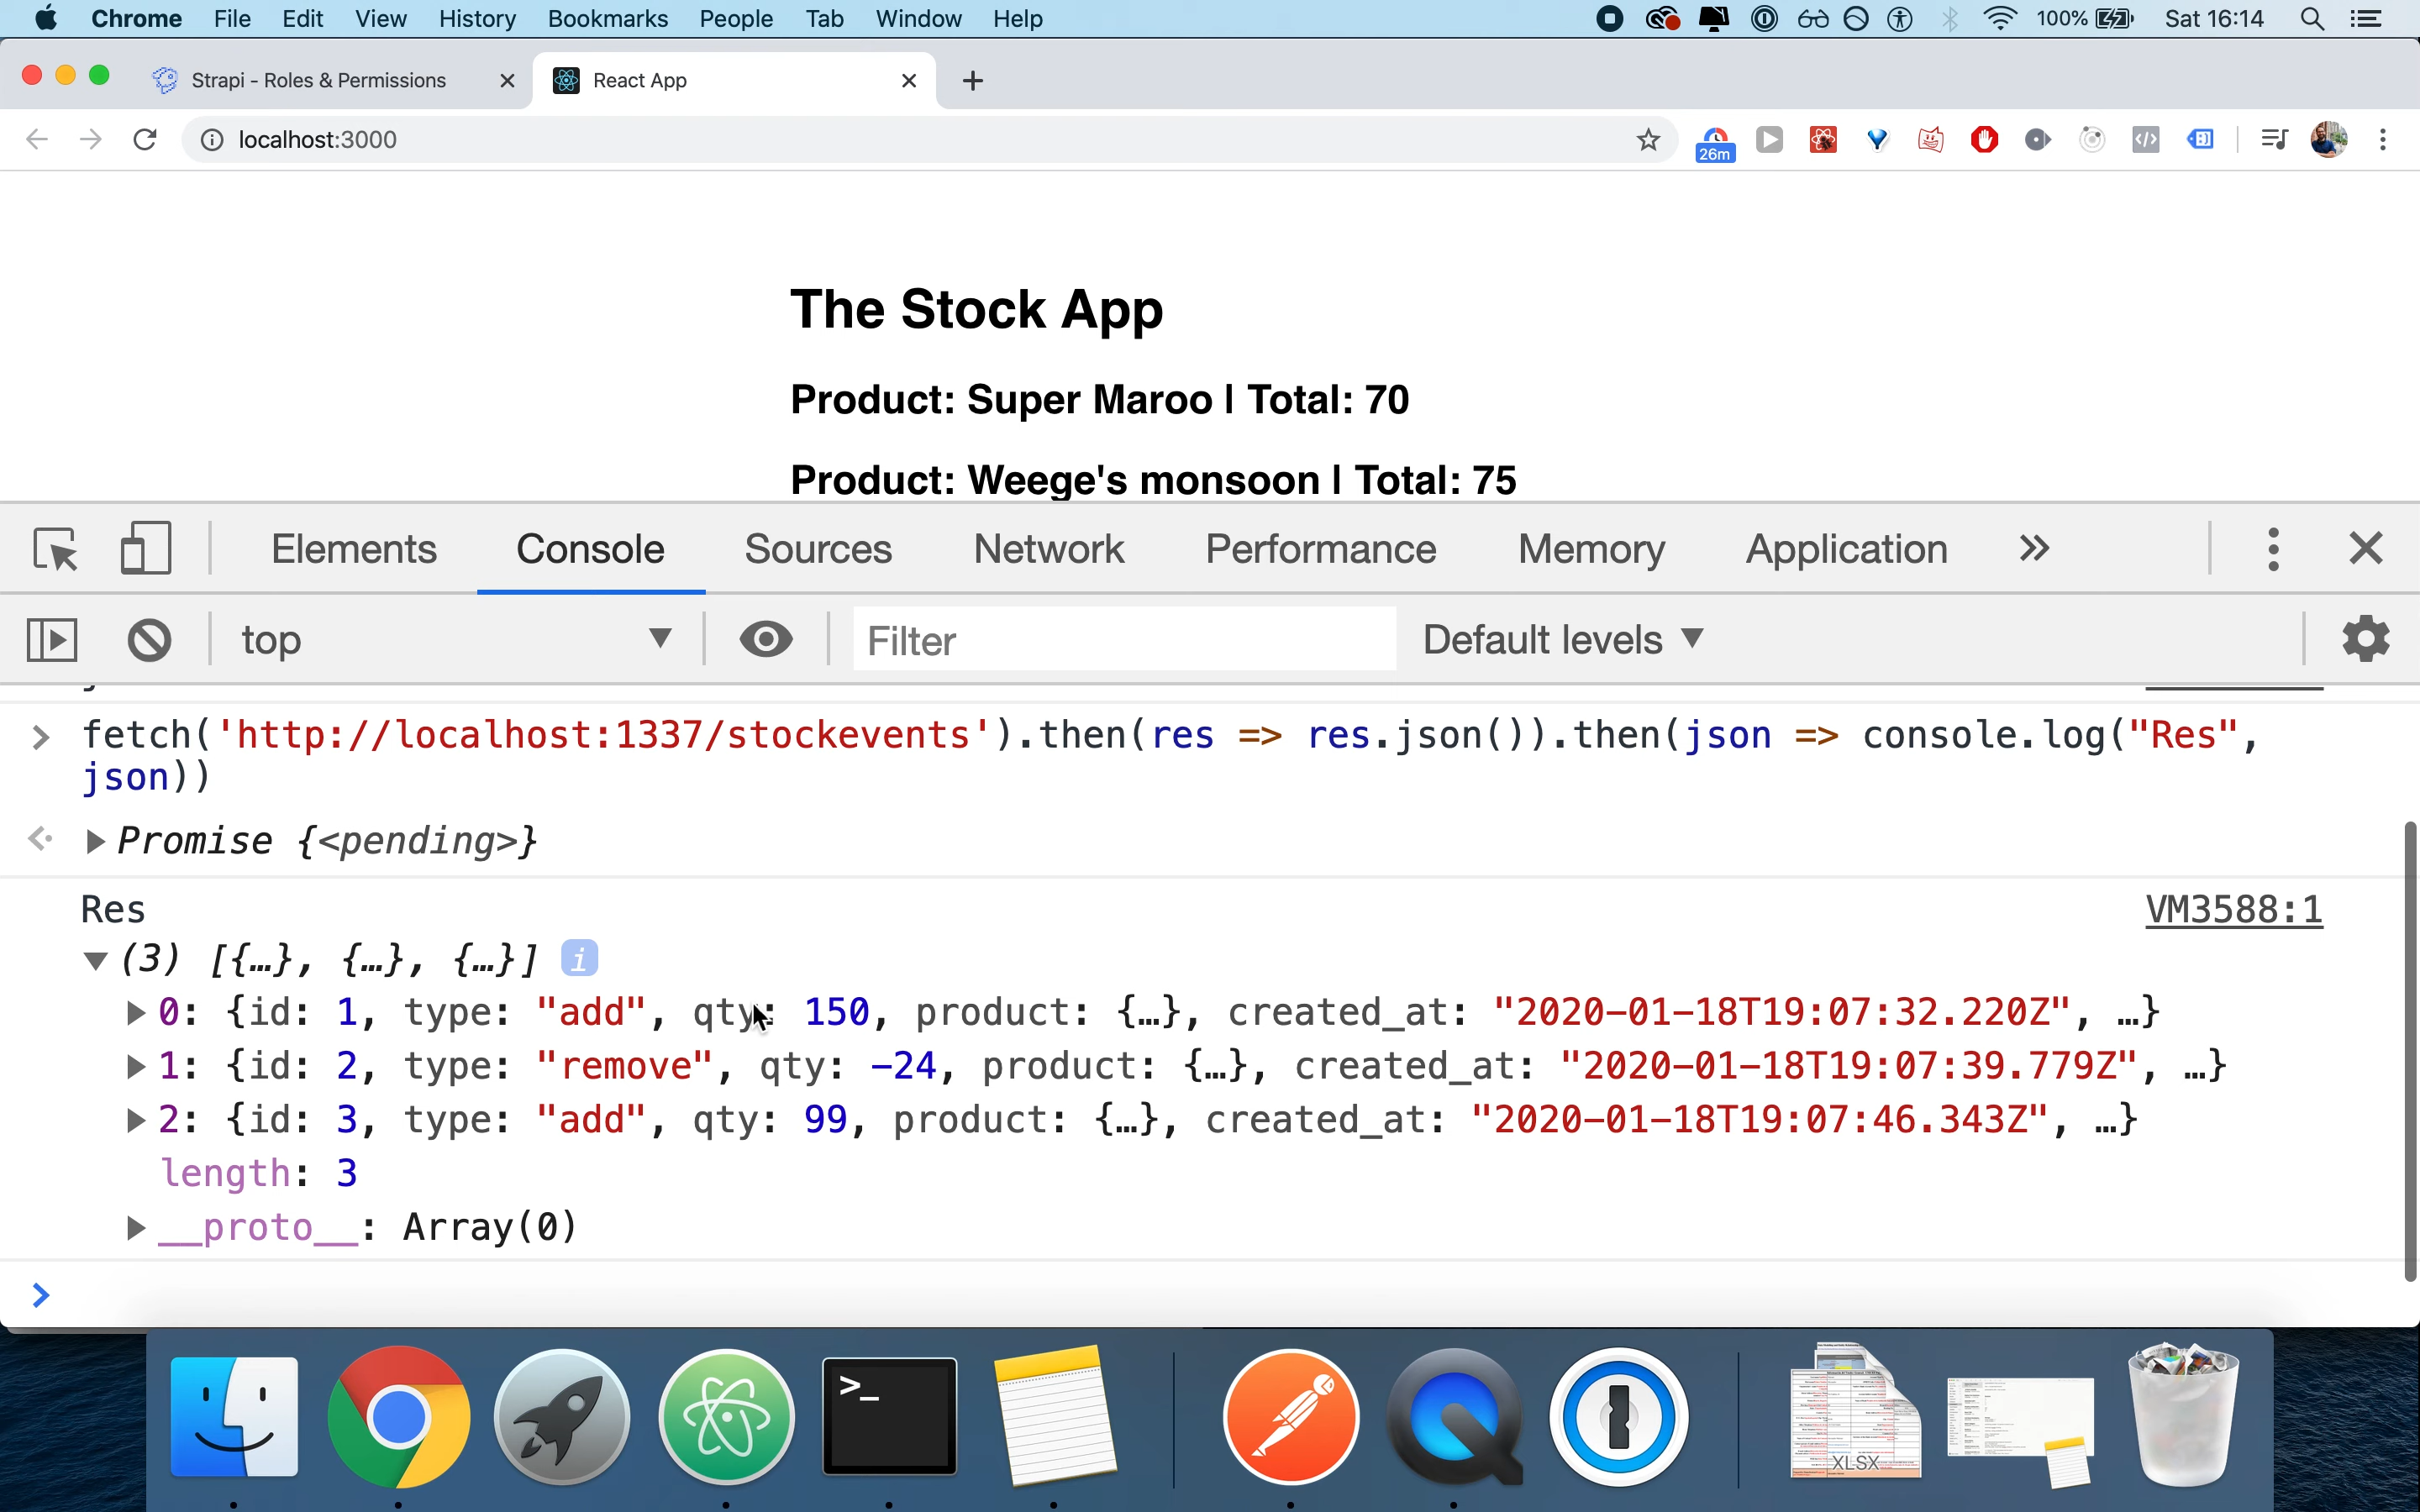 Chrome File Edit View History Bookmarks People Tab Window Help 100% Sat 16:14
Strapi - Roles & Permissions React App
localhost:3000 26m
The Stock App
Product: Super Maroo | Total: 70
Product: Weege's monsoon | Total: 75
Elements Console Sources Network Performance Memory Application
top Filter Default levels
fetch('http://localhost:1337/stockevents').then(res => res.json()).then(json => console.log("Res",
json))
Promise {<pending>}
Res VM3588:1
(3) [{…}, {…}, {…}] i
0: {id: 1, type: "add", qty: 150, product: {…}, created_at: "2020-01-18T19:07:32.220Z", …}
1: {id: 2, type: "remove", qty: -24, product: {…}, created_at: "2020-01-18T19:07:39.779Z", …}
2: {id: 3, type: "add", qty: 99, product: {…}, created_at: "2020-01-18T19:07:46.343Z", …}
length: 3
__proto__: Array(0)
XLSX